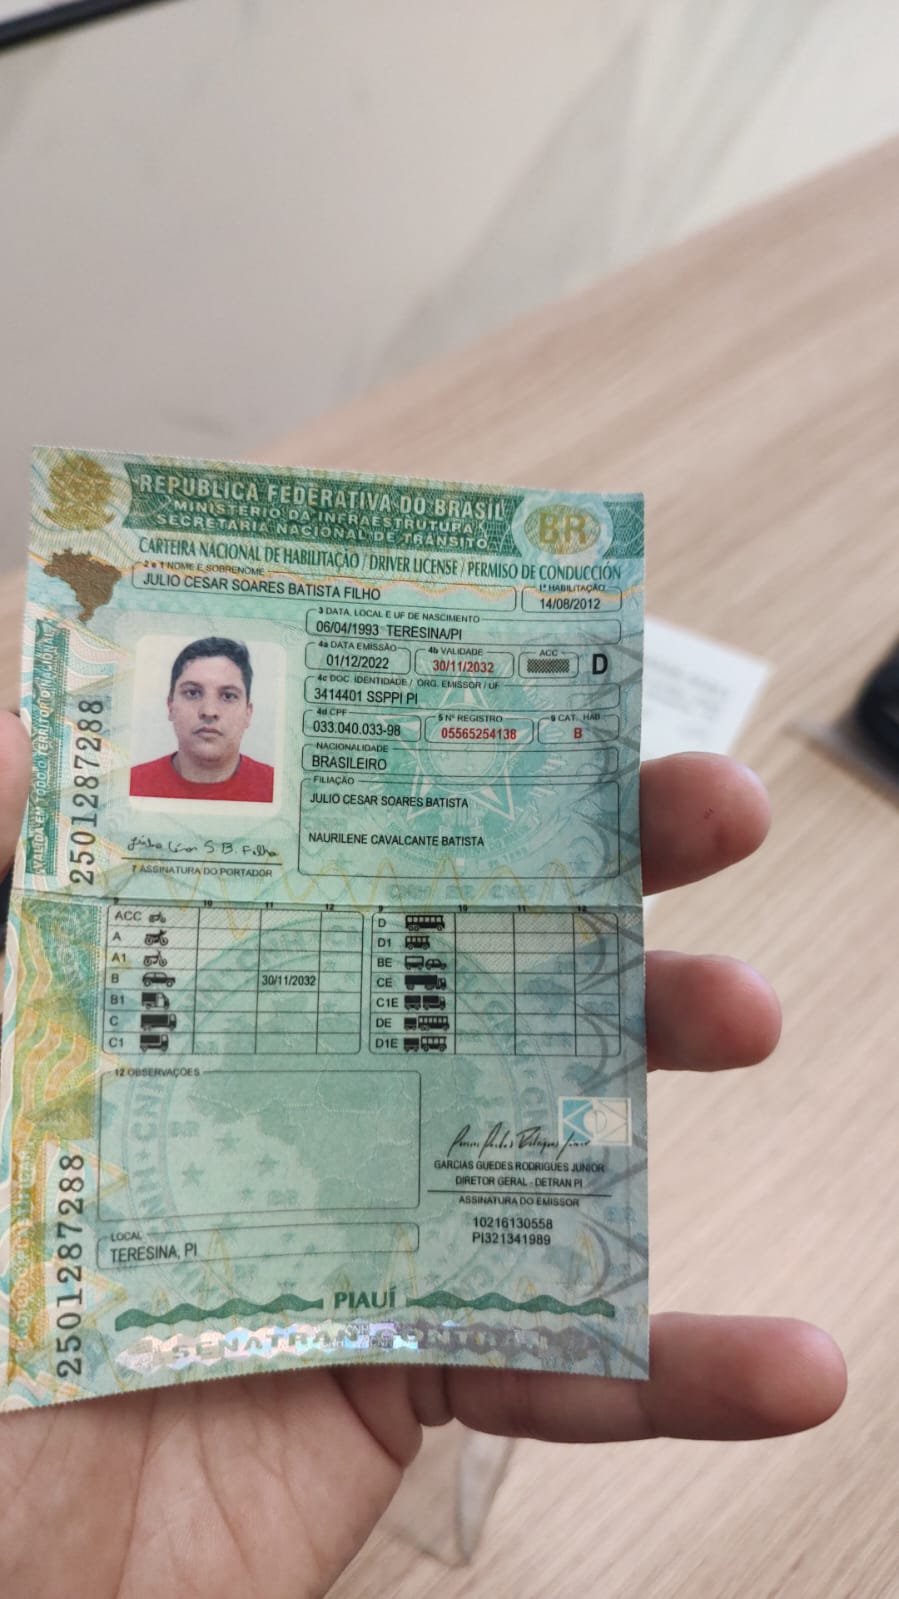 REPÚBLICA FEDERATIVA DO BRASIL
MINISTÉRIO DA INFRAESTRUTURA
SECRETARIA NACIONAL DE TRÂNSITO
BR
CARTEIRA NACIONAL DE HABILITAÇÃO / DRIVER LICENSE / PERMISO DE CONDUCCIÓN
2 e 1 NOME E SOBRENOME
JULIO CESAR SOARES BATISTA FILHO
1ª HABILITAÇÃO
14/08/2012
3 DATA, LOCAL E UF DE NASCIMENTO
06/04/1993 TERESINA/PI
4a DATA EMISSÃO
01/12/2022
4b VALIDADE
30/11/2032
ACC
D
4c DOC. IDENTIDADE / ÓRG. EMISSOR / UF
3414401 SSPPI PI
4d CPF
033.040.033-98
5 Nº REGISTRO
05565254138
9 CAT. HAB
B
NACIONALIDADE
BRASILEIRO
FILIAÇÃO
JULIO CESAR SOARES BATISTA
NAURILENE CAVALCANTE BATISTA
7 ASSINATURA DO PORTADOR
VÁLIDA EM TODO O TERRITÓRIO NACIONAL
2501287288
9 10 11 12
ACC
A
A1
B 30/11/2032
B1
C
C1
9 10 11 12
D
D1
BE
CE
C1E
DE
D1E
12 OBSERVAÇÕES
GARCIAS GUEDES RODRIGUES JUNIOR
DIRETOR GERAL - DETRAN PI
ASSINATURA DO EMISSOR
10216130558
PI321341989
LOCAL
TERESINA, PI
2501287288
PIAUÍ
SENATRAN